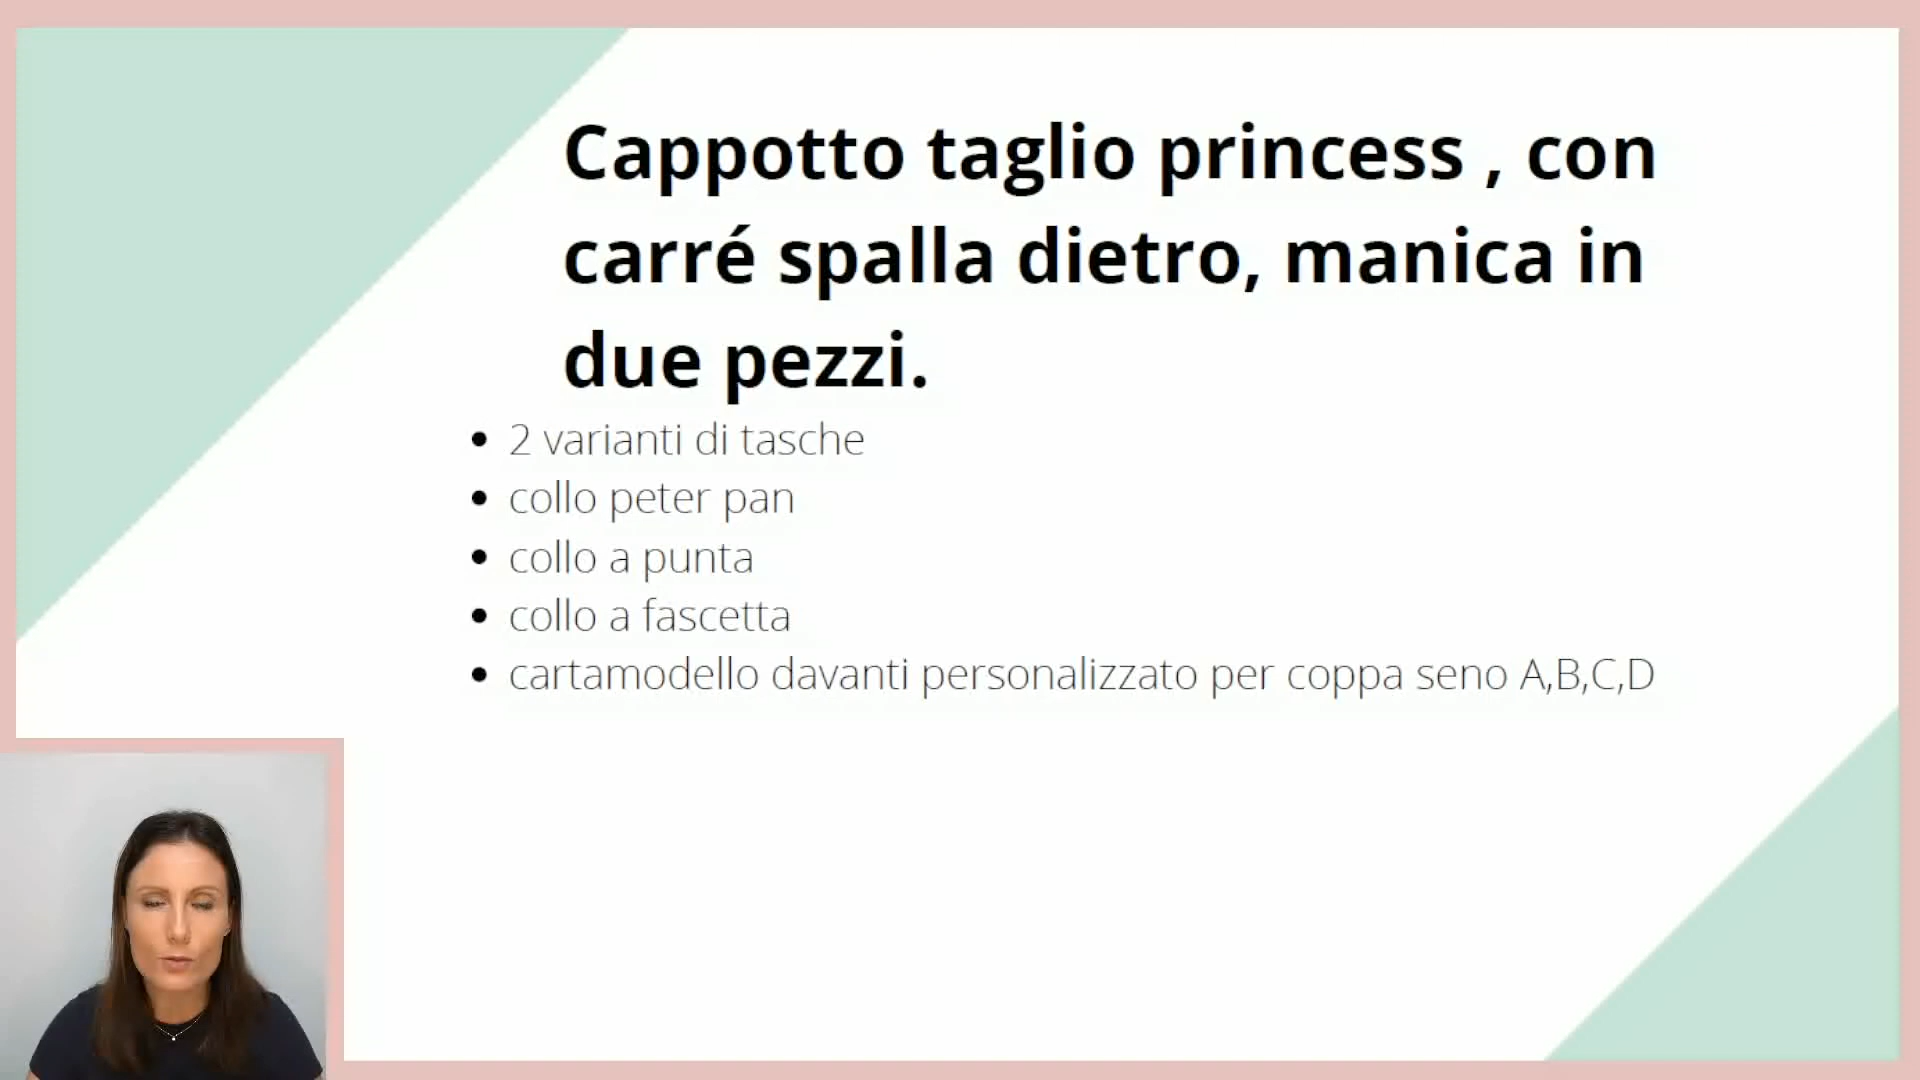 Cappotto taglio princess , con
carré spalla dietro, manica in
due pezzi.
2 varianti di tasche
collo peter pan
collo a punta
collo a fascetta
cartamodello davanti personalizzato per coppa seno A,B,C,D